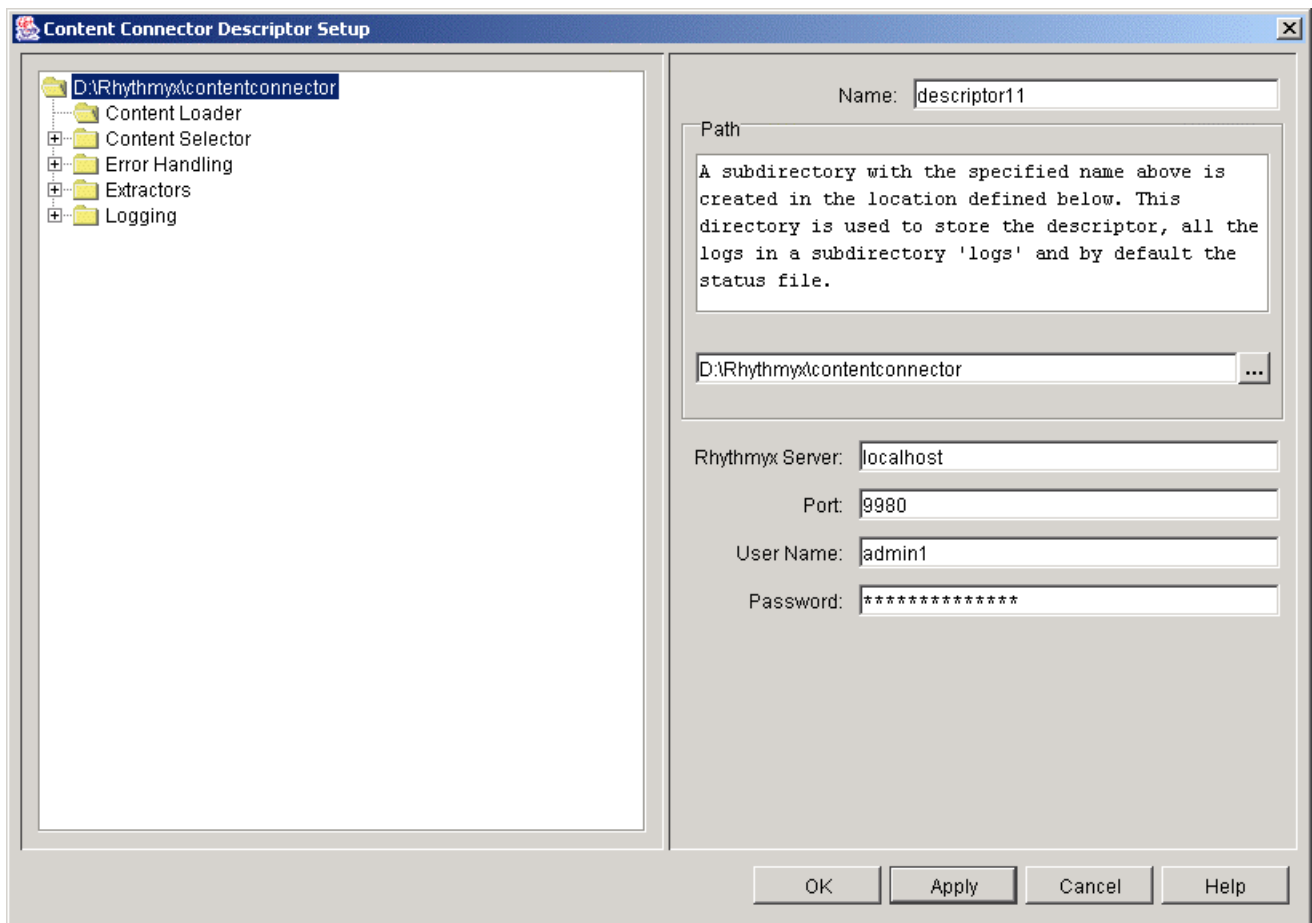 Content Connector Descriptor Setup
D:\Rhythmyx\contentconnector
Content Loader
Content Selector
Error Handling
Extractors
Logging
Name: descriptor11
Path
A subdirectory with the specified name above is
created in the location defined below. This
directory is used to store the descriptor, all the
logs in a subdirectory 'logs' and by default the
status file.
D:\Rhythmyx\contentconnector ...
Rhythmyx Server: localhost
Port: 9980
User Name: admin1
Password: **************
OK Apply Cancel Help